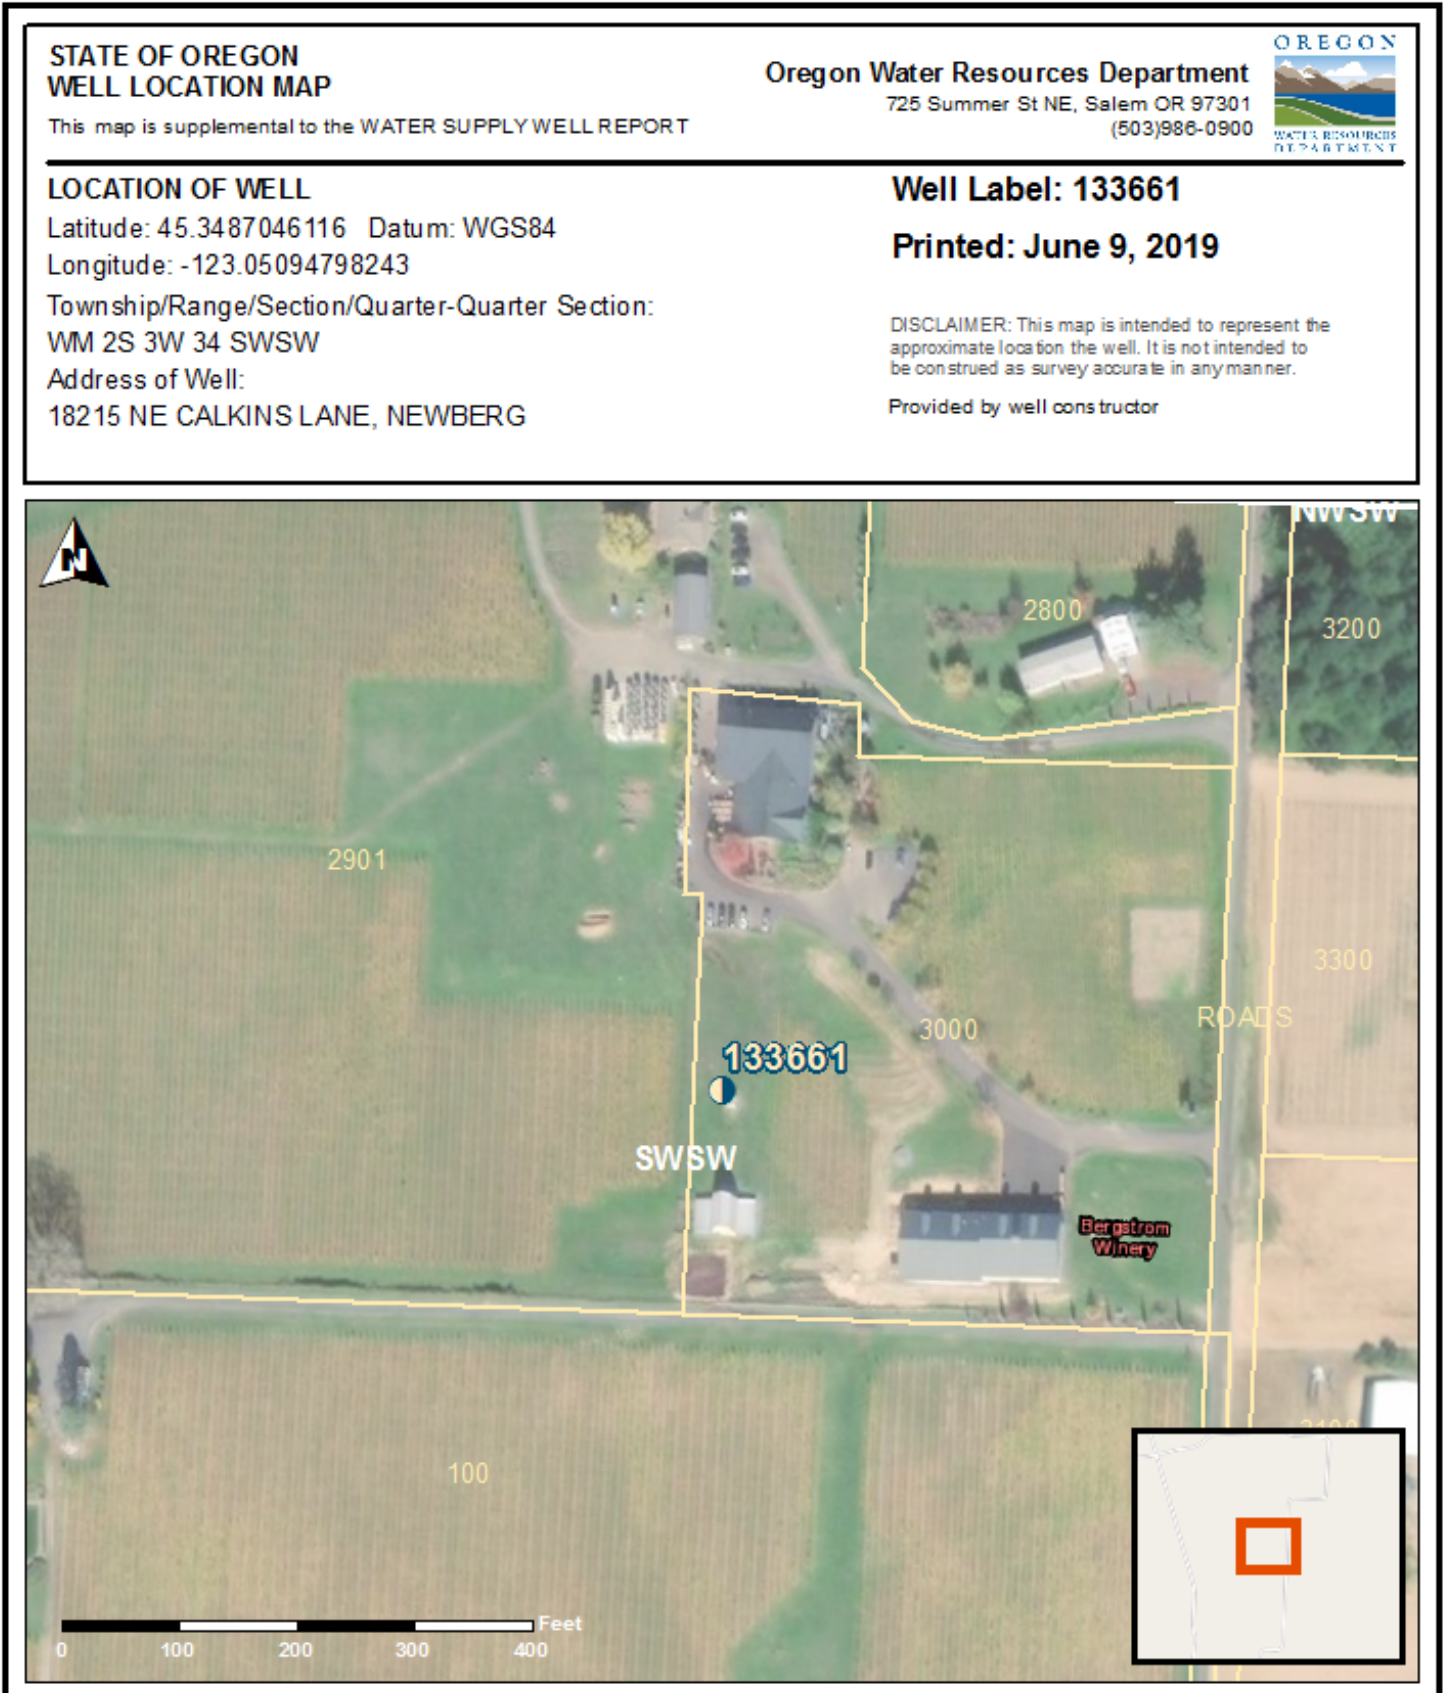 STATE OF OREGON
WELL LOCATION MAP
This map is supplemental to the WATER SUPPLY WELL REPORT
Oregon Water Resources Department
725 Summer St NE, Salem OR 97301
(503)986-0900
OREGON
WATER RESOURCES
DEPARTMENT
LOCATION OF WELL
Latitude: 45.3487046116 Datum: WGS84
Longitude: -123.05094798243
Township/Range/Section/Quarter-Quarter Section:
WM 2S 3W 34 SWSW
Address of Well:
18215 NE CALKINS LANE, NEWBERG
Well Label: 133661
Printed: June 9, 2019
DISCLAIMER: This map is intended to represent the
approximate location the well. It is not intended to
be construed as survey accurate in any manner.
Provided by well constructor
N
NWSW
2800
3200
2901
3300
ROADS
3000
133661
SWSW
Bergstrom
Winery
3100
100
Feet
0 100 200 300 400